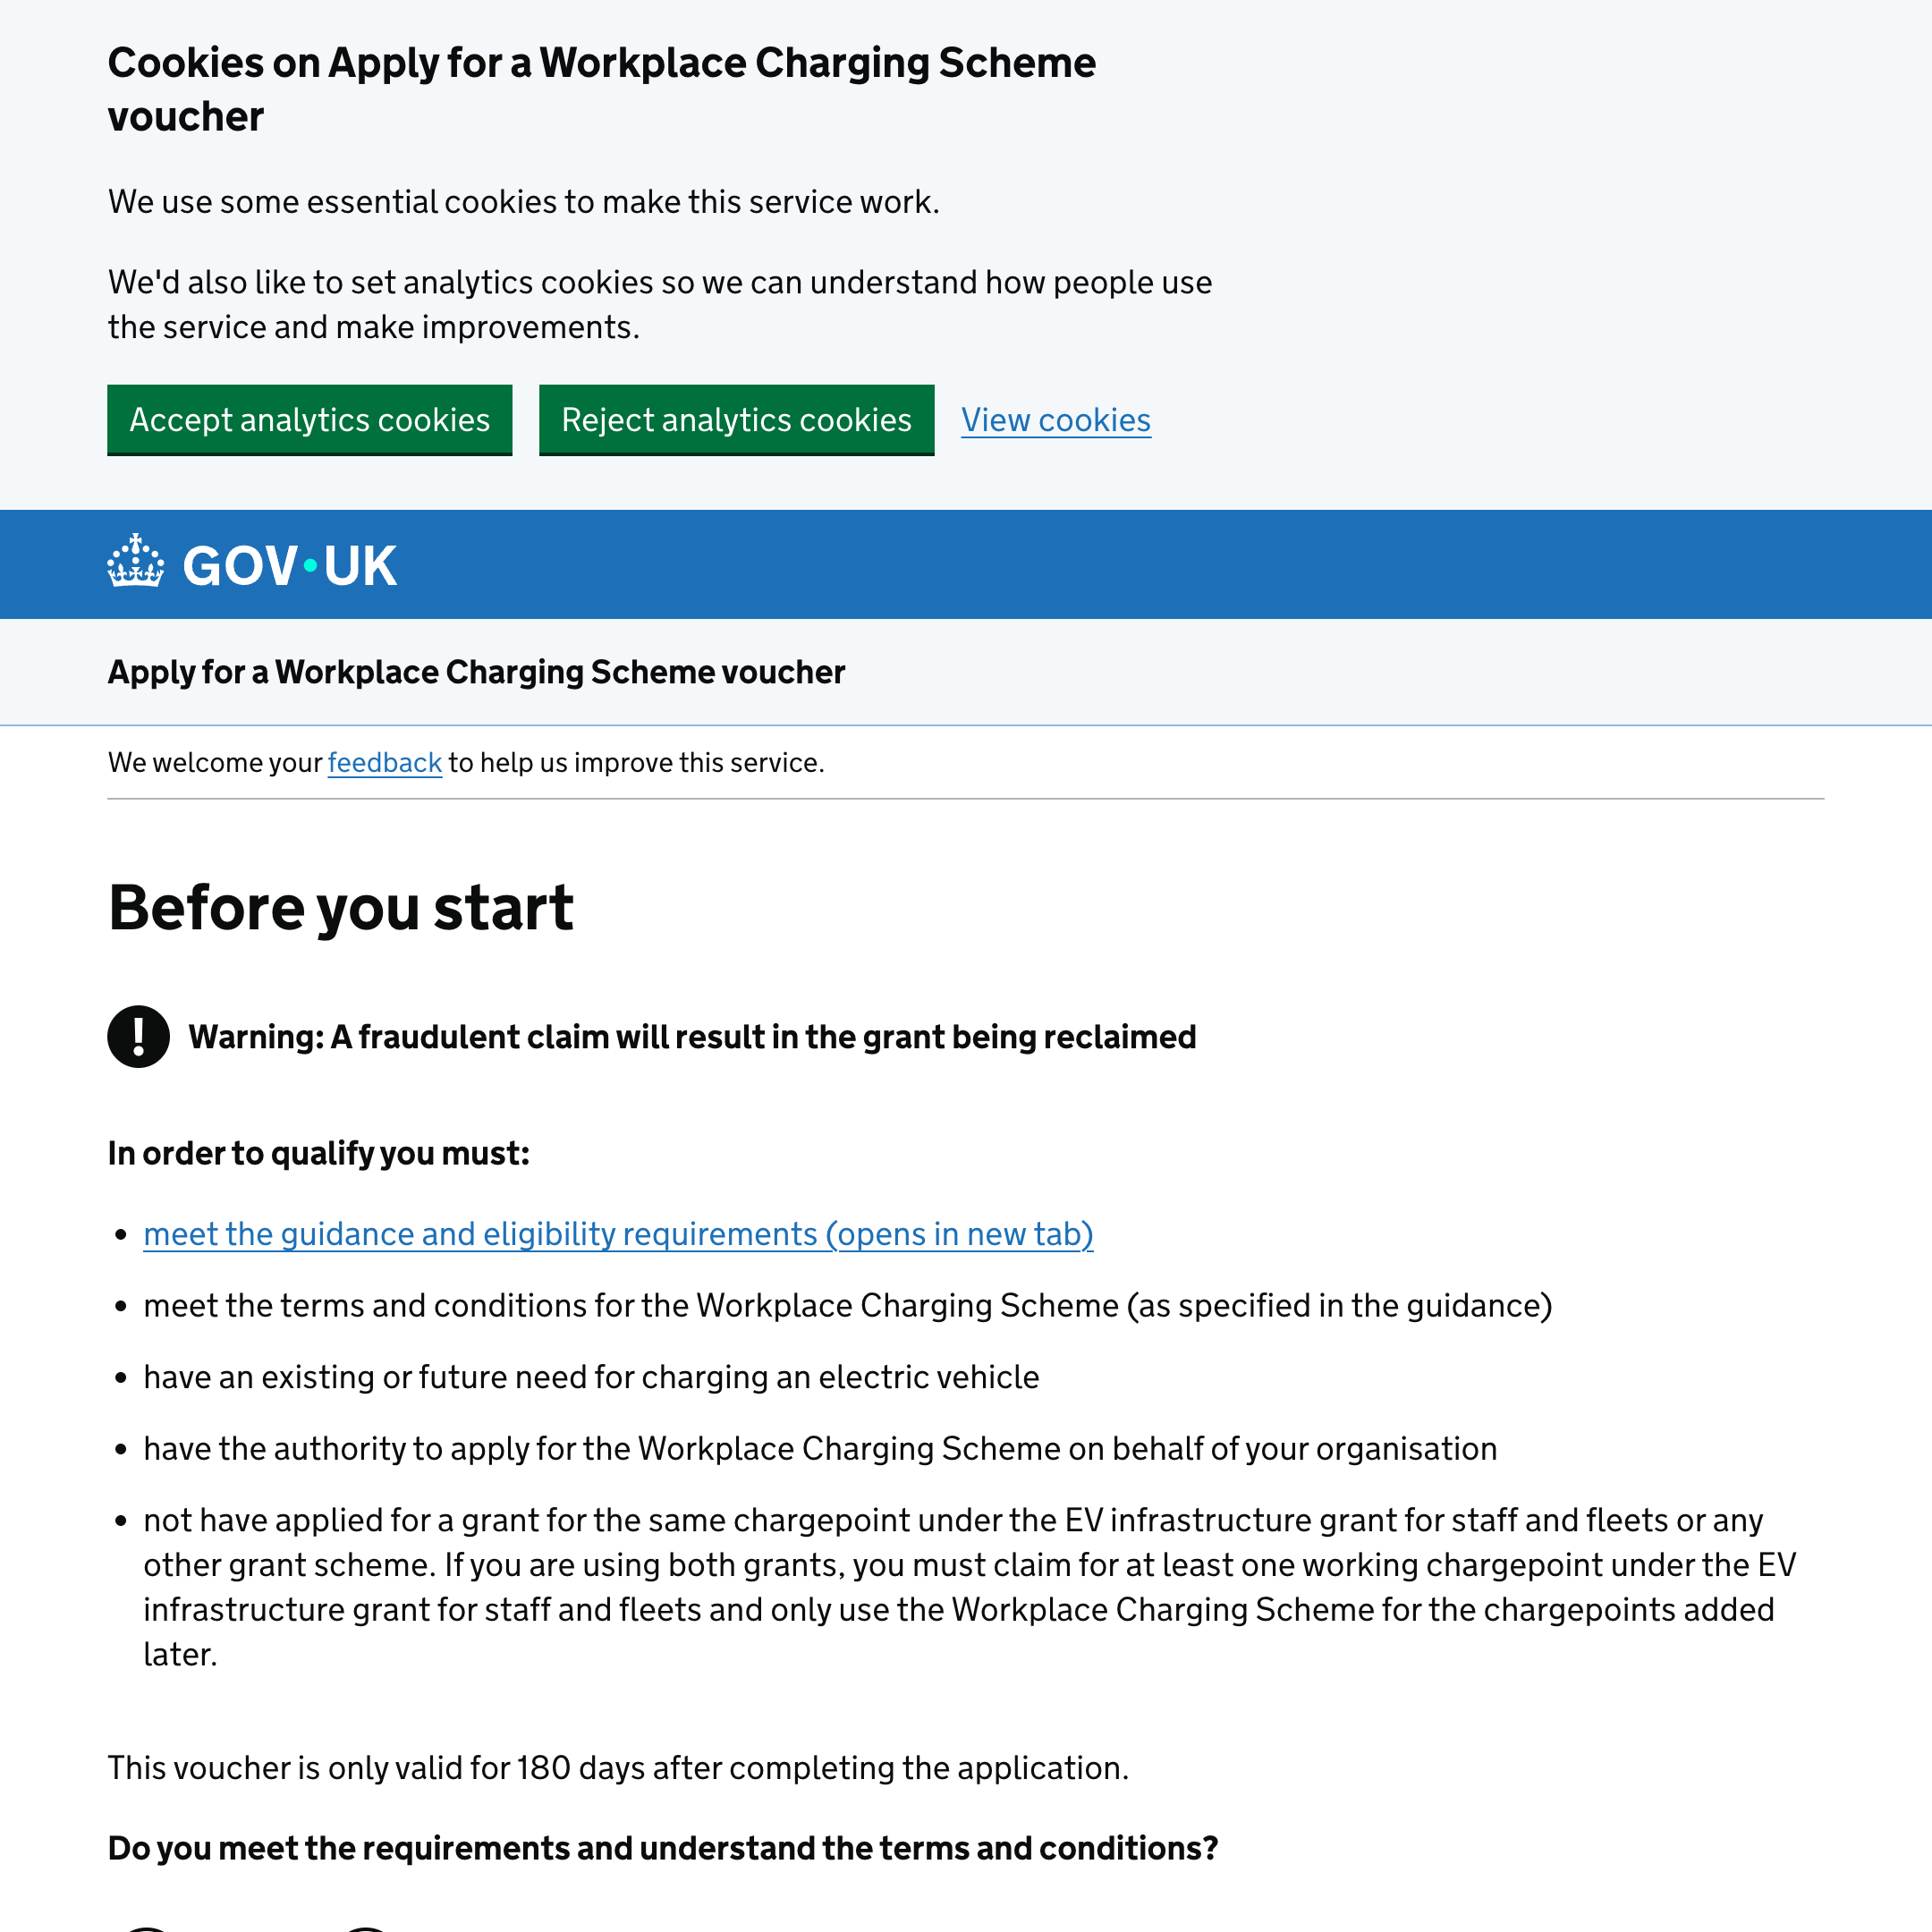 Cookies on Apply for a Workplace Charging Scheme
voucher
We use some essential cookies to make this service work.
We'd also like to set analytics cookies so we can understand how people use
the service and make improvements.
Accept analytics cookies Reject analytics cookies View cookies
GOV·UK
Apply for a Workplace Charging Scheme voucher
We welcome your feedback to help us improve this service.
Before you start
! Warning: A fraudulent claim will result in the grant being reclaimed
In order to qualify you must:
• meet the guidance and eligibility requirements (opens in new tab)
• meet the terms and conditions for the Workplace Charging Scheme (as specified in the guidance)
• have an existing or future need for charging an electric vehicle
• have the authority to apply for the Workplace Charging Scheme on behalf of your organisation
• not have applied for a grant for the same chargepoint under the EV infrastructure grant for staff and fleets or any
other grant scheme. If you are using both grants, you must claim for at least one working chargepoint under the EV
infrastructure grant for staff and fleets and only use the Workplace Charging Scheme for the chargepoints added
later.
This voucher is only valid for 180 days after completing the application.
Do you meet the requirements and understand the terms and conditions?